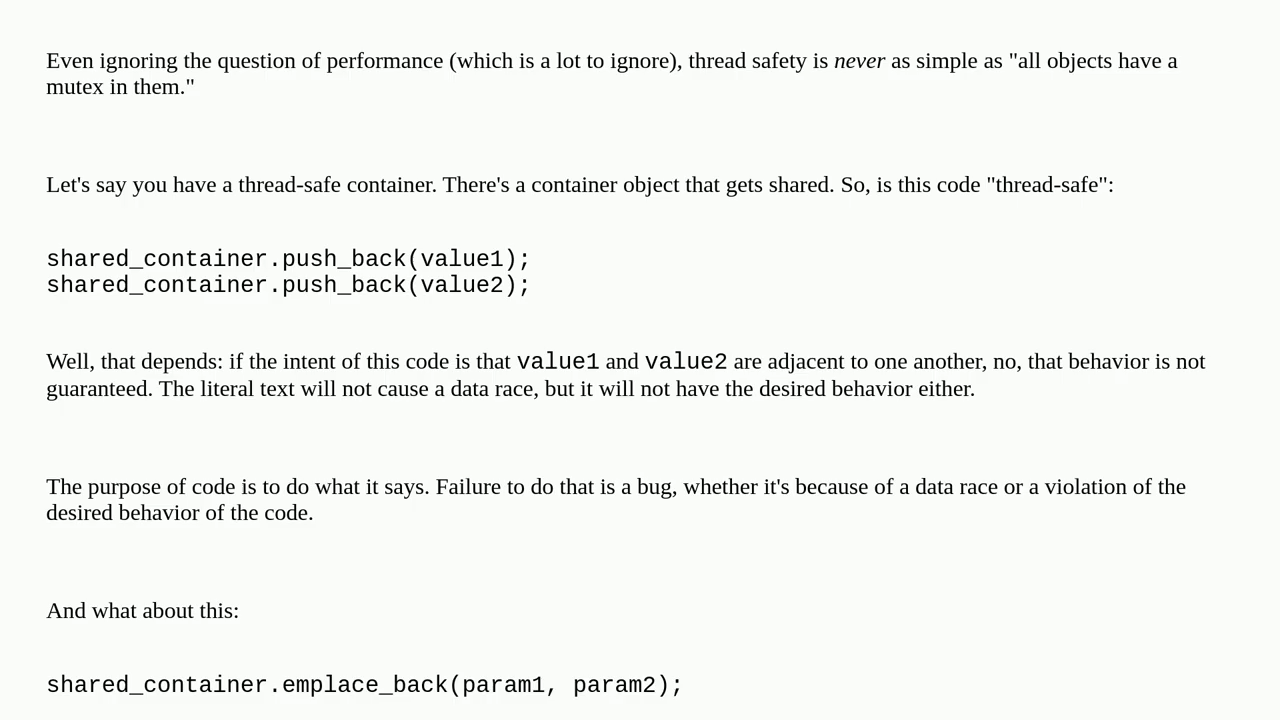 Even ignoring the question of performance (which is a lot to ignore), thread safety is never as simple as "all objects have a
mutex in them."
Let's say you have a thread-safe container. There's a container object that gets shared. So, is this code "thread-safe":
shared_container.push_back(value1);
shared_container.push_back(value2);
Well, that depends: if the intent of this code is that value1 and value2 are adjacent to one another, no, that behavior is not
guaranteed. The literal text will not cause a data race, but it will not have the desired behavior either.
The purpose of code is to do what it says. Failure to do that is a bug, whether it's because of a data race or a violation of the
desired behavior of the code.
And what about this:
shared_container.emplace_back(param1, param2);